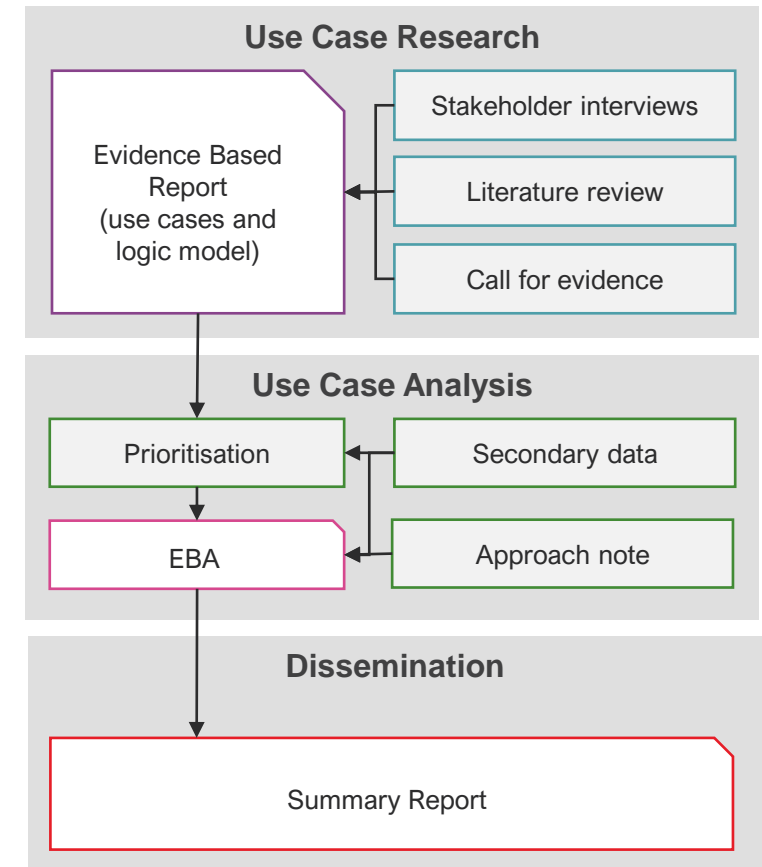 Use Case Research
Evidence Based
Report
(use cases and
logic model)
Stakeholder interviews
Literature review
Call for evidence
Use Case Analysis
Prioritisation
Secondary data
EBA
Approach note
Dissemination
Summary Report